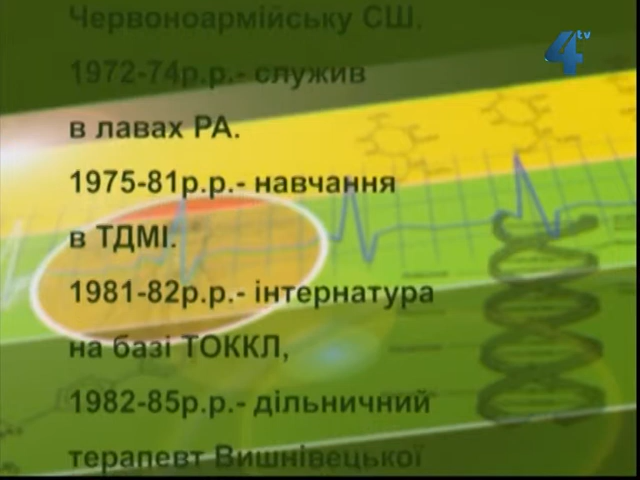 Червоноармійську СШ.
4tv
1972-74р.р.- служив
в лавах РА.
1975-81р.р.- навчання
в ТДМІ.
1981-82р.р.- інтернатура
на базі ТОККЛ,
1982-85р.р.- дільничний
терапевт Вишнівецької